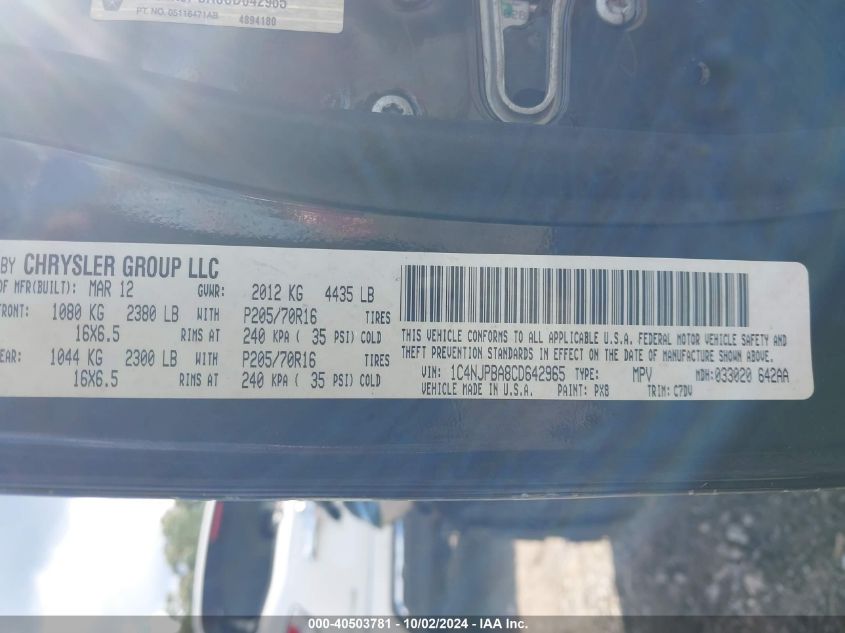 PT. NO. 05116471AB 4894180
BY CHRYSLER GROUP LLC
OF MFR(BUILT): MAR 12 GVWR: 2012 KG 4435 LB
FRONT: 1080 KG 2380 LB WITH P205/70R16 TIRES
16X6.5 RIMS AT 240 KPA ( 35 PSI) COLD
REAR: 1044 KG 2300 LB WITH P205/70R16 TIRES
16X6.5 RIMS AT 240 KPA ( 35 PSI) COLD
THIS VEHICLE CONFORMS TO ALL APPLICABLE U.S.A. FEDERAL MOTOR VEHICLE SAFETY AND
THEFT PREVENTION STANDARDS IN EFFECT ON THE DATE OF MANUFACTURE SHOWN ABOVE.
VIN: 1C4NJPBA8CD642965 TYPE: MPV MDH: 033020 642AA
VEHICLE MADE IN U.S.A. PAINT: PX8 TRIM: C7DV
000-40503781 - 10/02/2024 - COPYRIGHT IAA, LLC